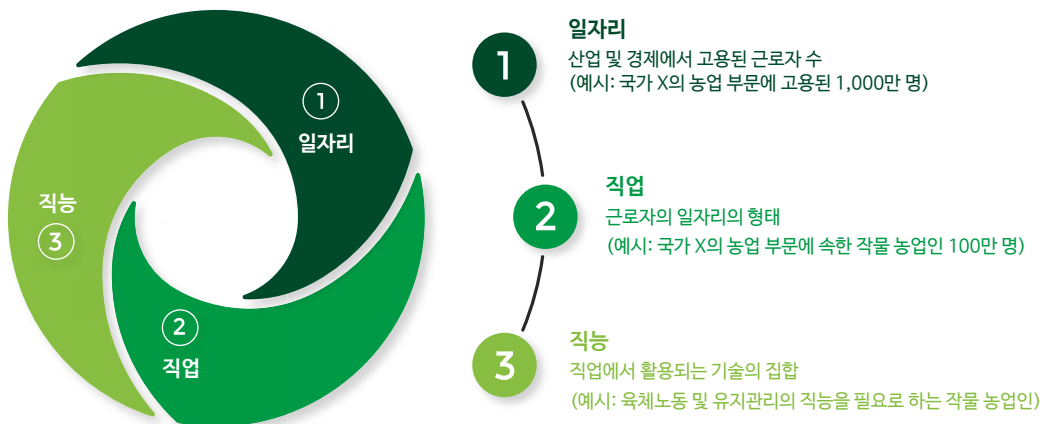 1
일자리
직능
3
2
직업
1
일자리
산업 및 경제에서 고용된 근로자 수
(예시: 국가 X의 농업 부문에 고용된 1,000만 명)
2
직업
근로자의 일자리의 형태
(예시: 국가 X의 농업 부문에 속한 작물 농업인 100만 명)
3
직능
직업에서 활용되는 기술의 집합
(예시: 육체노동 및 유지관리의 직능을 필요로 하는 작물 농업인)